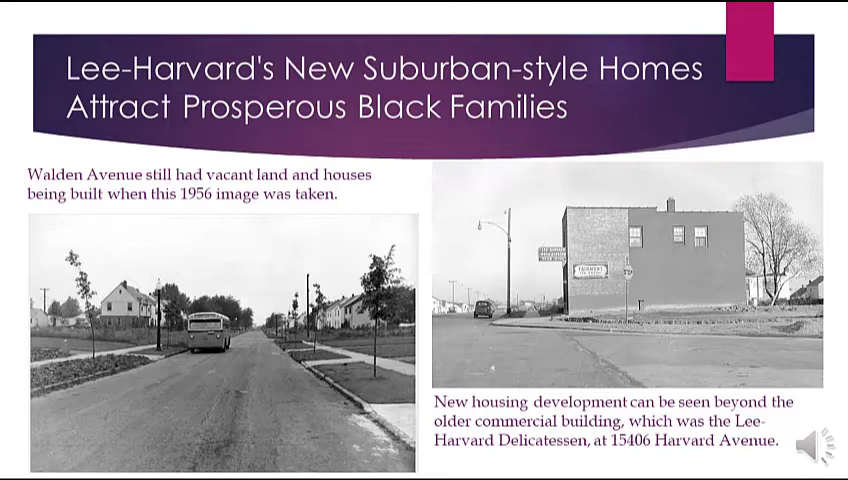 Lee-Harvard's New Suburban-style Homes
Attract Prosperous Black Families
Walden Avenue still had vacant land and houses
being built when this 1956 image was taken.
New housing development can be seen beyond the
older commercial building, which was the Lee-
Harvard Delicatessen, at 15406 Harvard Avenue.